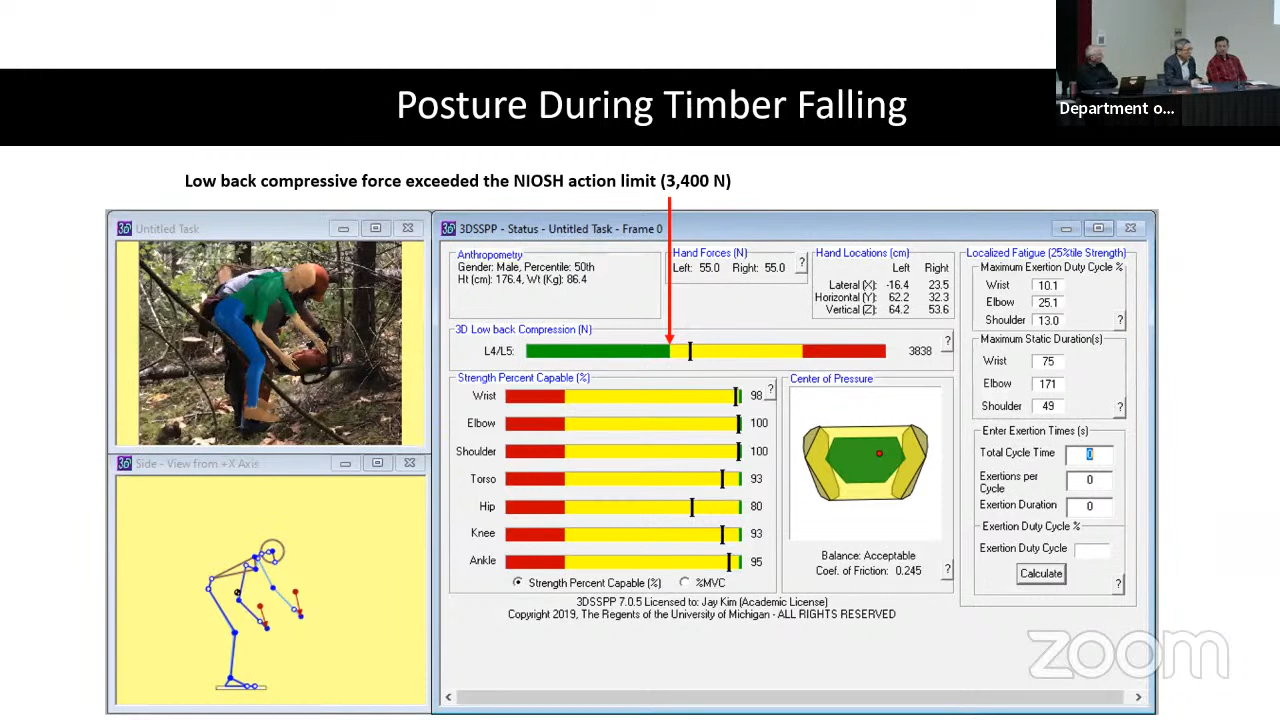 Posture During Timber Falling
Department o...
Low back compressive force exceeded the NIOSH action limit (3,400 N)
Untitled Task
3DSSPP - Status - Untitled Task - Frame 0
Anthropometry
Gender: Male, Percentile: 50th
Ht (cm): 176.4, Wt (Kg): 86.4
Hand Forces (N)
Left: 55.0 Right: 55.0
?
Hand Locations (cm)
Left Right
Lateral (X): -16.4 23.5
Horizontal (Y): 62.2 32.3
Vertical (Z): 64.2 53.6
3D Low back Compression (N)
L4/L5: 3838
?
Strength Percent Capable (%)
Wrist 98
?
Elbow 100
Shoulder 100
Torso 93
Hip 80
Knee 93
Ankle 95
Strength Percent Capable (%) %MVC
Center of Pressure
Balance: Acceptable
Coef. of Friction: 0.245
?
Localized Fatigue (25%tile Strength)
Maximum Exertion Duty Cycle %
Wrist 10.1
Elbow 25.1
Shoulder 13.0
?
Maximum Static Duration(s)
Wrist 75
Elbow 171
Shoulder 49
?
Enter Exertion Times (s)
Total Cycle Time 0
Exertions per
Cycle 0
Exertion Duration 0
Exertion Duty Cycle %
Exertion Duty Cycle
Calculate
?
3DSSPP 7.0.5 Licensed to: Jay Kim (Academic License)
Copyright 2019, The Regents of the University of Michigan - ALL RIGHTS RESERVED
Side - View from +X Axis
zoom